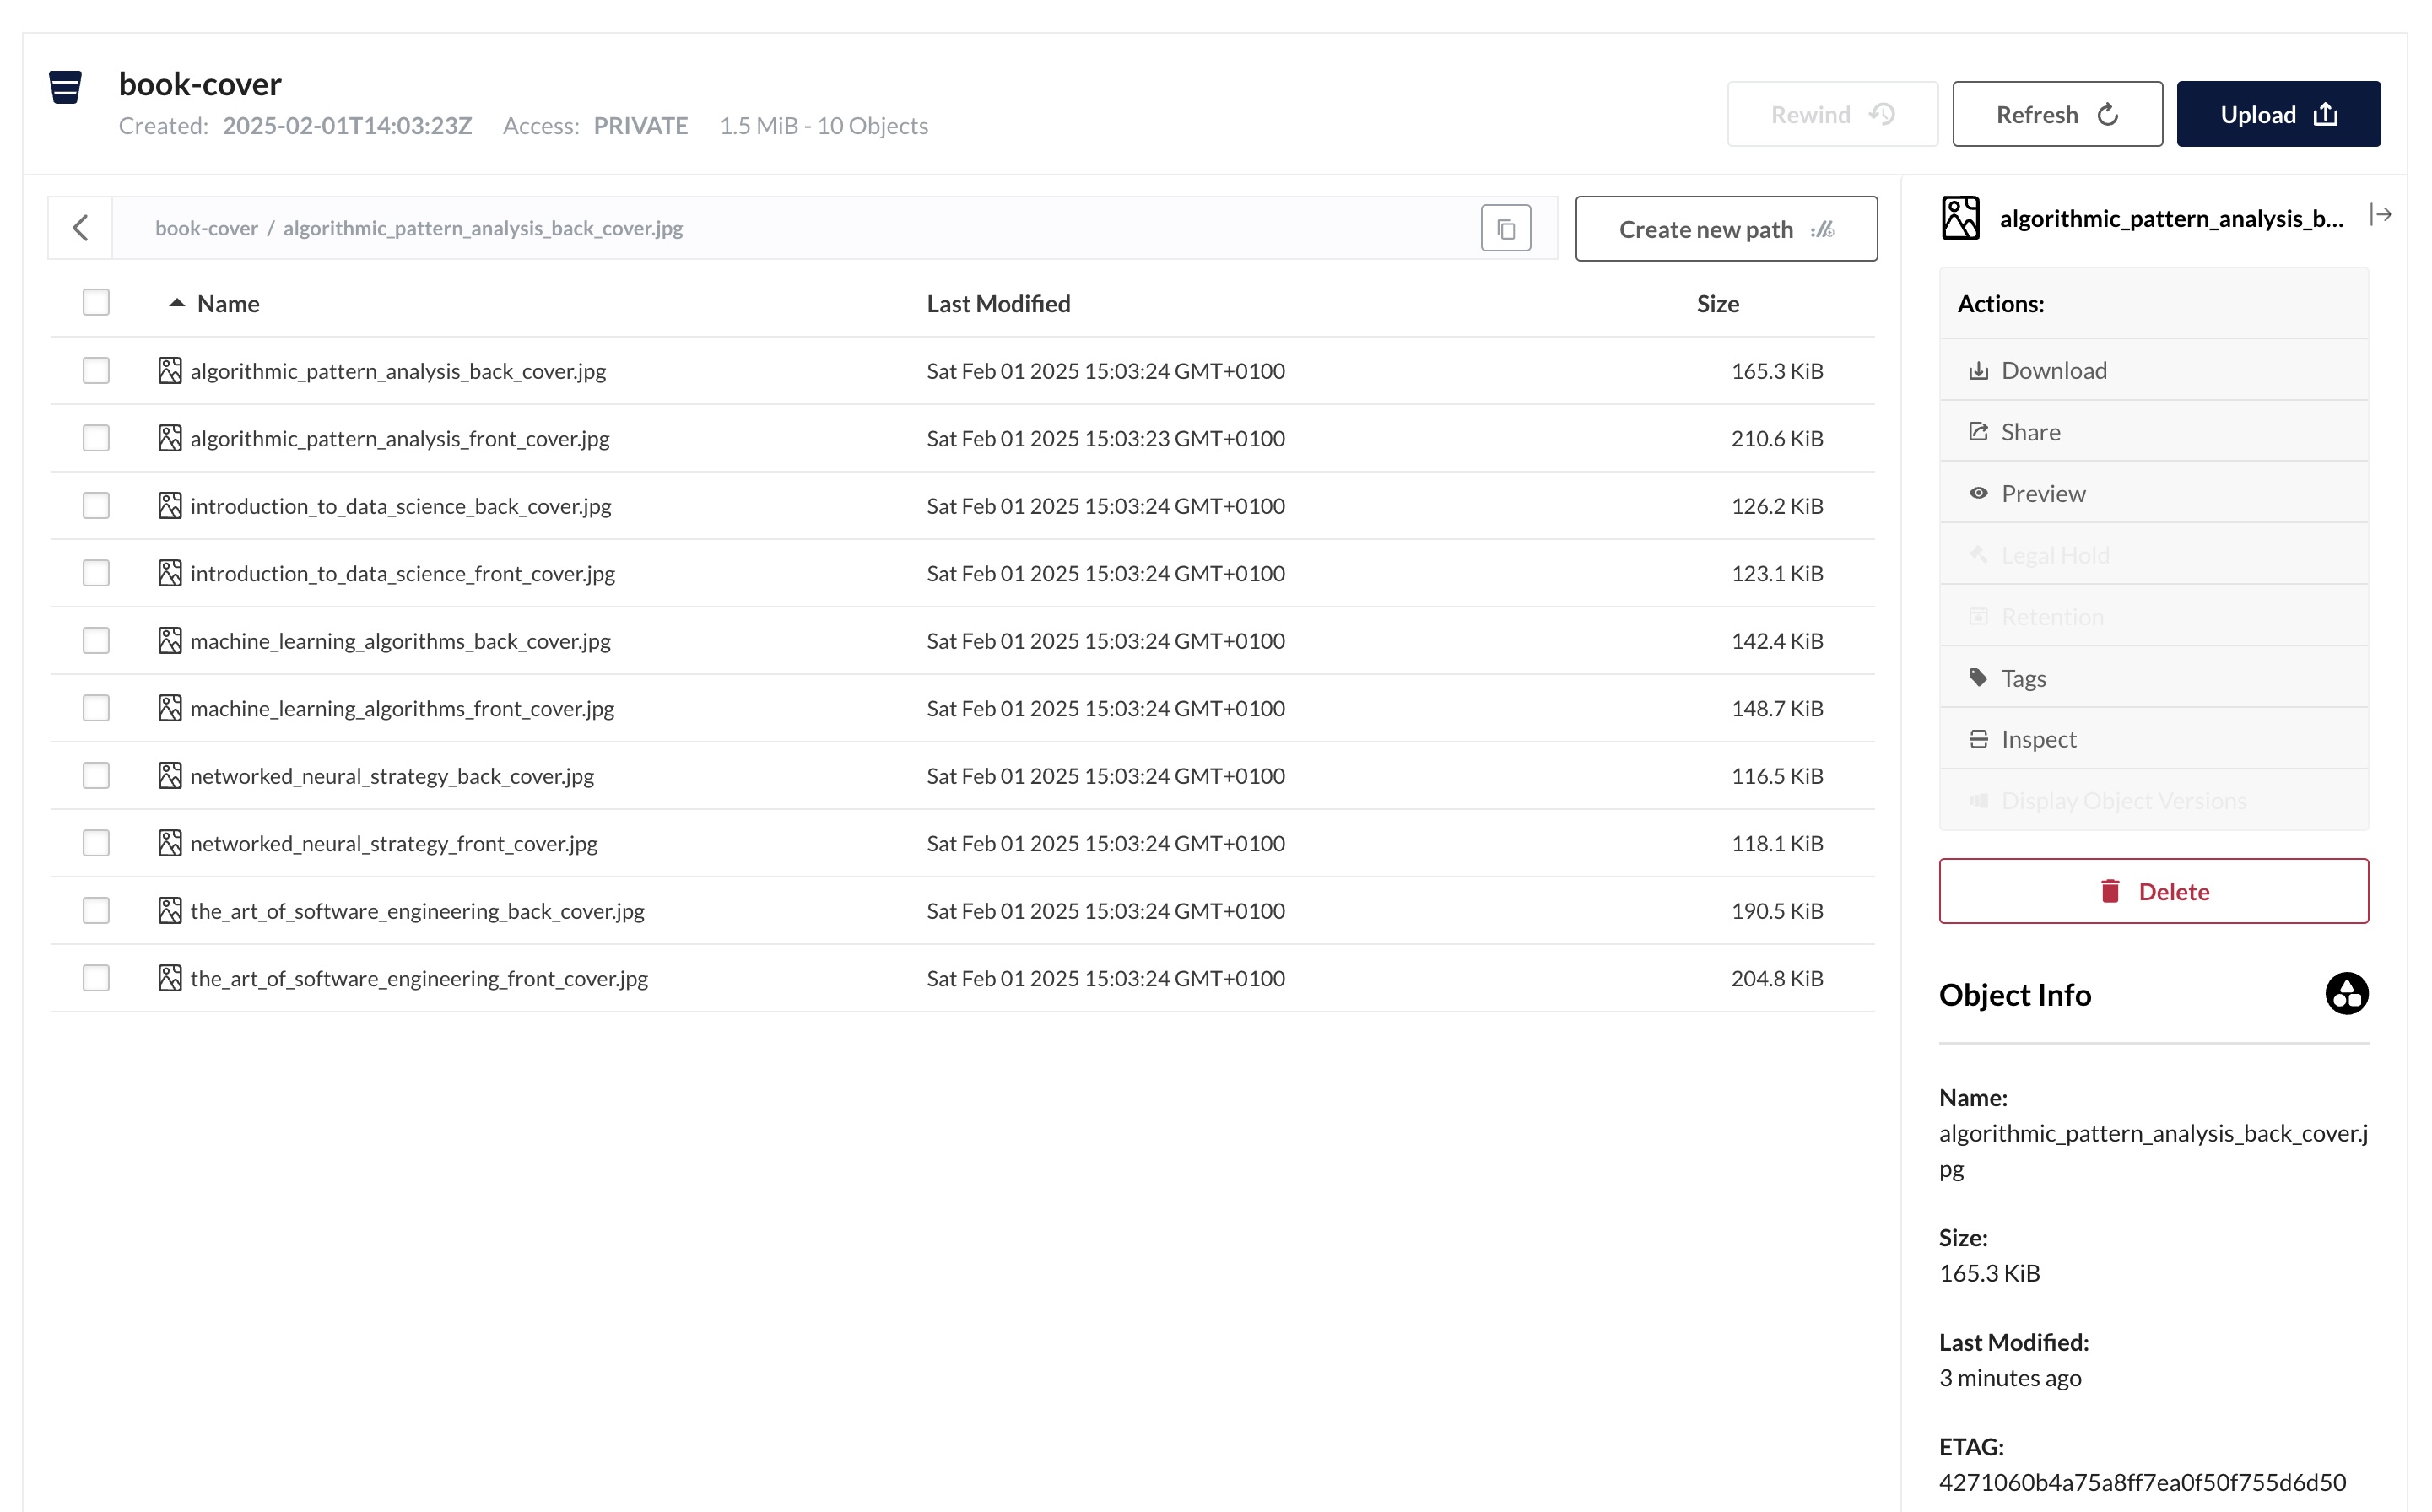 book-cover
Created: 2025-02-01T14:03:23Z Access: PRIVATE 1.5 MiB - 10 Objects
Rewind
Refresh
Upload
book-cover / algorithmic_pattern_analysis_back_cover.jpg
Create new path
Name Last Modified Size
algorithmic_pattern_analysis_back_cover.jpg Sat Feb 01 2025 15:03:24 GMT+0100 165.3 KiB
algorithmic_pattern_analysis_front_cover.jpg Sat Feb 01 2025 15:03:23 GMT+0100 210.6 KiB
introduction_to_data_science_back_cover.jpg Sat Feb 01 2025 15:03:24 GMT+0100 126.2 KiB
introduction_to_data_science_front_cover.jpg Sat Feb 01 2025 15:03:24 GMT+0100 123.1 KiB
machine_learning_algorithms_back_cover.jpg Sat Feb 01 2025 15:03:24 GMT+0100 142.4 KiB
machine_learning_algorithms_front_cover.jpg Sat Feb 01 2025 15:03:24 GMT+0100 148.7 KiB
networked_neural_strategy_back_cover.jpg Sat Feb 01 2025 15:03:24 GMT+0100 116.5 KiB
networked_neural_strategy_front_cover.jpg Sat Feb 01 2025 15:03:24 GMT+0100 118.1 KiB
the_art_of_software_engineering_back_cover.jpg Sat Feb 01 2025 15:03:24 GMT+0100 190.5 KiB
the_art_of_software_engineering_front_cover.jpg Sat Feb 01 2025 15:03:24 GMT+0100 204.8 KiB
algorithmic_pattern_analysis_b...
Actions:
Download
Share
Preview
Legal Hold
Retention
Tags
Inspect
Display Object Versions
Delete
Object Info
Name:
algorithmic_pattern_analysis_back_cover.j
pg
Size:
165.3 KiB
Last Modified:
3 minutes ago
ETAG:
4271060b4a75a8ff7ea0f50f755d6d50